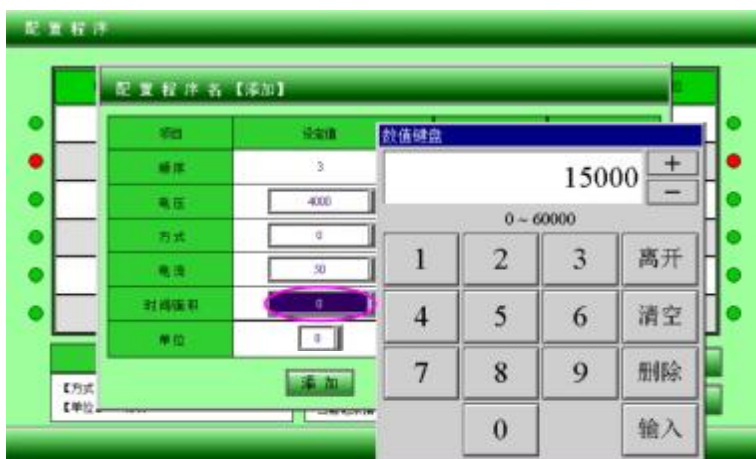 配置程序
配置程序名【添加】
项目 设定值
顺序 3
电压 4000
方式 0
电流 50
时间/面积 0
单位 0
添加
【方式
【单位
数值键盘
15000 +
−
0 ~ 60000
1 2 3 离开
4 5 6 清空
7 8 9 删除
0 输入